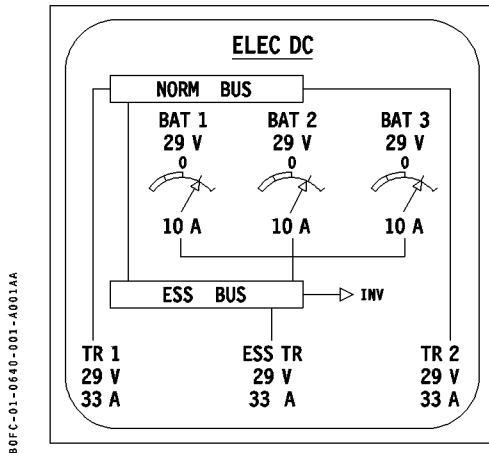 ELEC DC
NORM BUS
BAT 1 BAT 2 BAT 3
29 V 29 V 29 V
0 0 0
10 A 10 A 10 A
ESS BUS INV
TR 1 ESS TR TR 2
29 V 29 V 29 V
33 A 33 A 33 A
B0FC-01-0640-001-A001AA